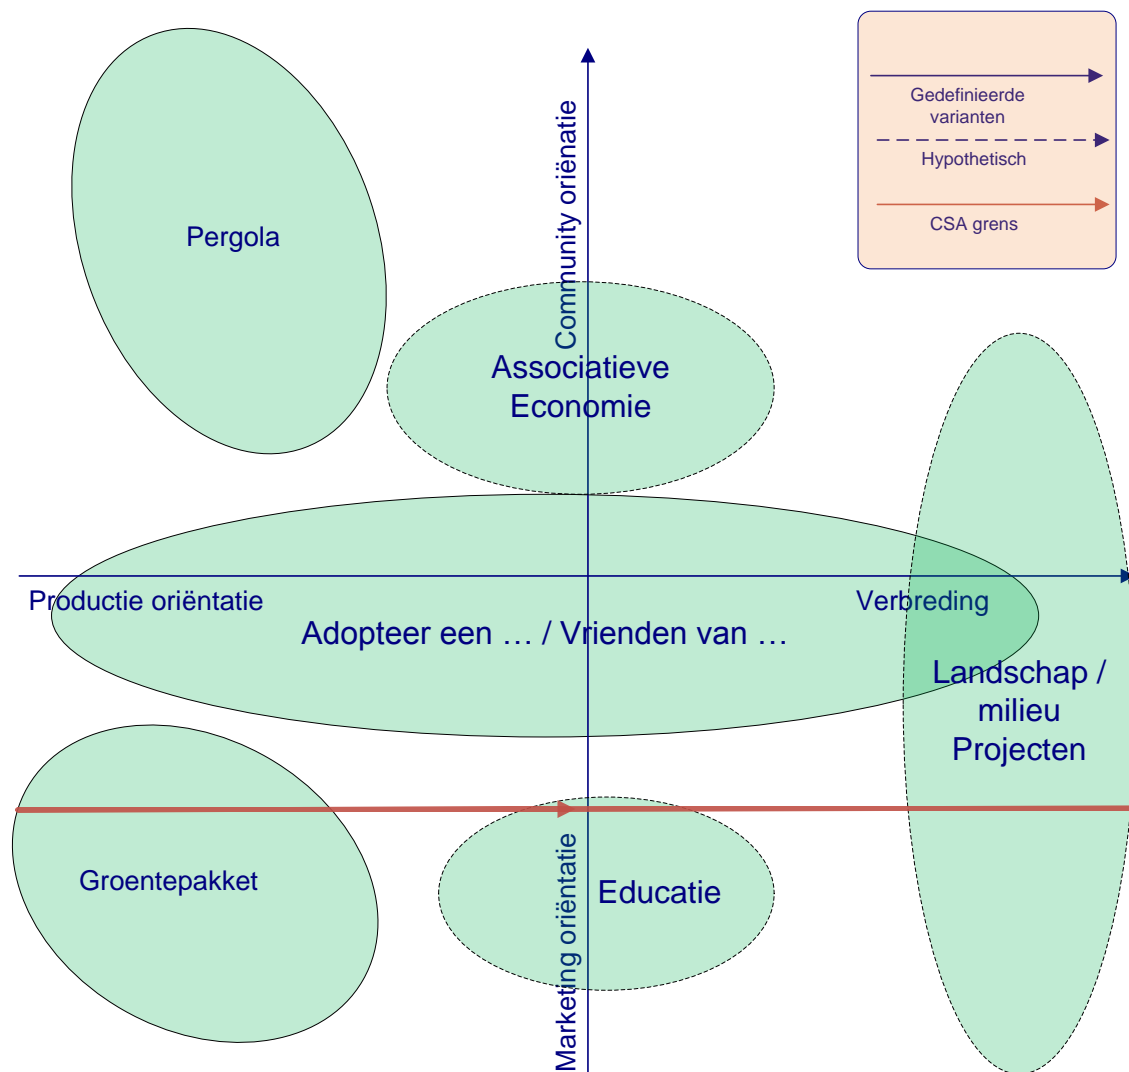 Gedefinieerde
varianten
Hypothetisch
CSA grens
Community oriënatie
Pergola
Associatieve
Economie
Productie oriëntatie
Verbreding
Adopteer een … / Vrienden van …
Landschap /
milieu
Projecten
Groentepakket
Educatie
Marketing oriëntatie